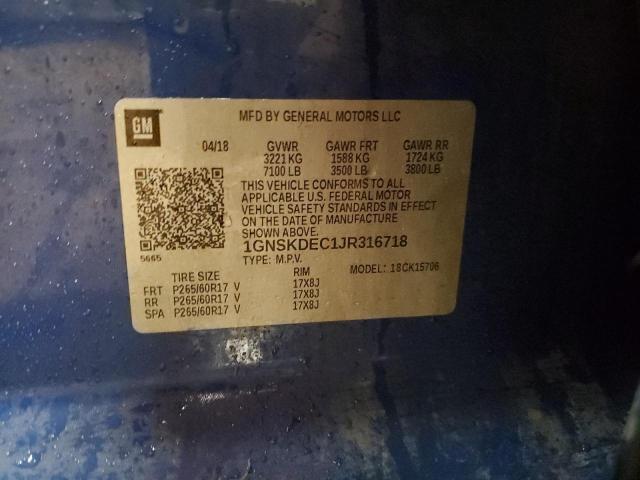 GM
MFD BY GENERAL MOTORS LLC
04/18 GVWR GAWR FRT GAWR RR
3221 KG 1588 KG 1724 KG
7100 LB 3500 LB 3800 LB
THIS VEHICLE CONFORMS TO ALL
APPLICABLE U.S. FEDERAL MOTOR
VEHICLE SAFETY STANDARDS IN EFFECT
ON THE DATE OF MANUFACTURE
SHOWN ABOVE.
1GNSKDEC1JR316718
5665
TYPE: M.P.V. MODEL: 18CK15706
TIRE SIZE RIM
FRT P265/60R17 V 17X8J
RR P265/60R17 V 17X8J
SPA P265/60R17 V 17X8J